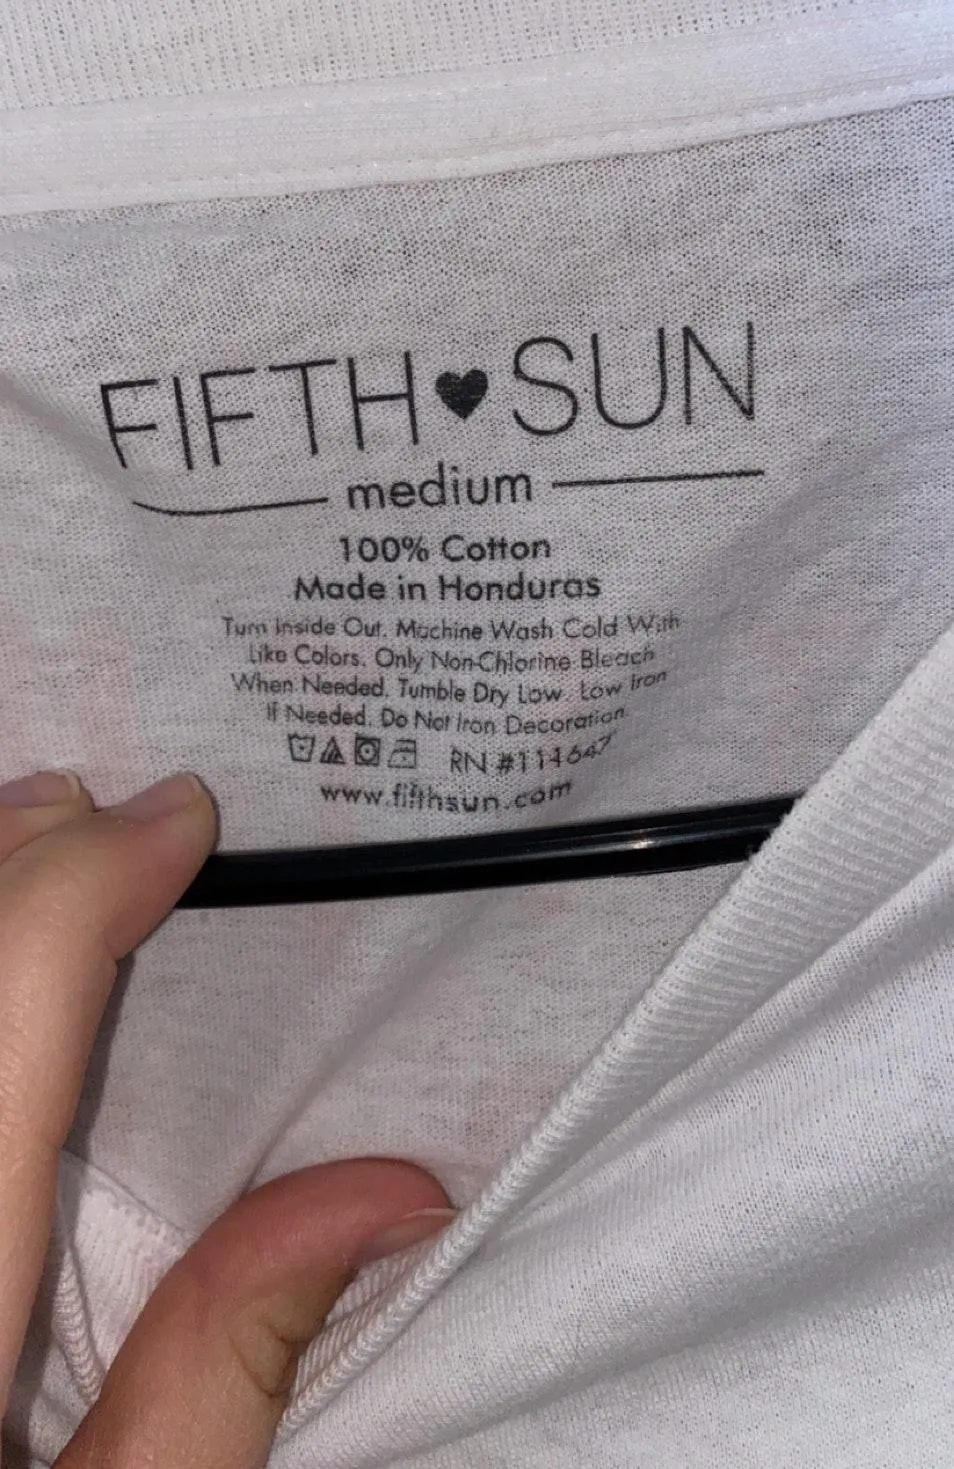 FIFTH♥SUN
medium
100% Cotton
Made in Honduras
Turn Inside Out. Machine Wash Cold With
Like Colors. Only Non-Chlorine Bleach
When Needed. Tumble Dry Low. Low Iron
If Needed. Do Not Iron Decoration.
RN #114647
www.fifthsun.com